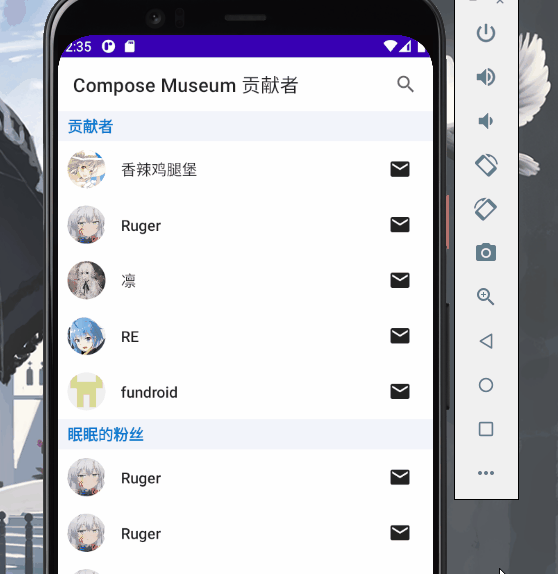 2:35
Compose Museum 贡献者
贡献者
香辣鸡腿堡
Ruger
凛
RE
fundroid
眠眠的粉丝
Ruger
Ruger